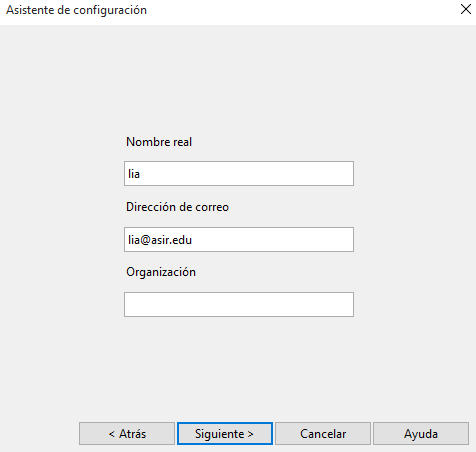 Asistente de configuración
Nombre real
lia
Dirección de correo
lia@asir.edu
Organización
< Atrás
Siguiente >
Cancelar
Ayuda